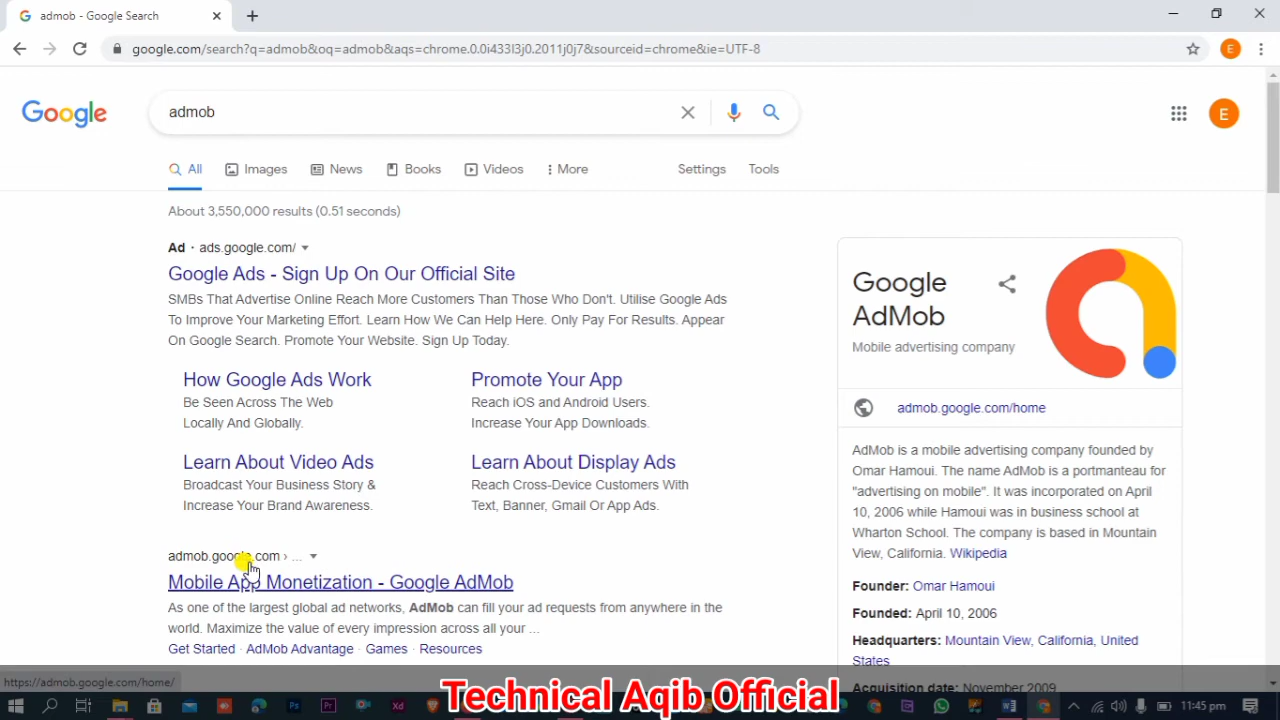 admob - Google Search
google.com/search?q=admob&oq=admob&aqs=chrome.0.0i433l3j0.2011j0j7&sourceid=chrome&ie=UTF-8
E
Google
admob
E
All
Images
News
Books
Videos
More
Settings
Tools
About 3,550,000 results (0.51 seconds)
Ad · ads.google.com/
Google Ads - Sign Up On Our Official Site
SMBs That Advertise Online Reach More Customers Than Those Who Don't. Utilise Google Ads
To Improve Your Marketing Effort. Learn How We Can Help Here. Only Pay For Results. Appear
On Google Search. Promote Your Website. Sign Up Today.
How Google Ads Work
Be Seen Across The Web
Locally And Globally.
Promote Your App
Reach iOS and Android Users.
Increase Your App Downloads.
Learn About Video Ads
Broadcast Your Business Story &
Increase Your Brand Awareness.
Learn About Display Ads
Reach Cross-Device Customers With
Text, Banner, Gmail Or App Ads.
admob.google.com › ...
Mobile App Monetization - Google AdMob
As one of the largest global ad networks, AdMob can fill your ad requests from anywhere in the
world. Maximize the value of every impression across all your ...
Get Started · AdMob Advantage · Games · Resources
Google
AdMob
Mobile advertising company
admob.google.com/home
AdMob is a mobile advertising company founded by
Omar Hamoui. The name AdMob is a portmanteau for
"advertising on mobile". It was incorporated on April
10, 2006 while Hamoui was in business school at
Wharton School. The company is based in Mountain
View, California. Wikipedia
Founder: Omar Hamoui
Founded: April 10, 2006
Headquarters: Mountain View, California, United
States
Acquisition date: November 2009
https://admob.google.com/home/
Technical Aqib Official
Ps
Pr
Xd
11:45 pm